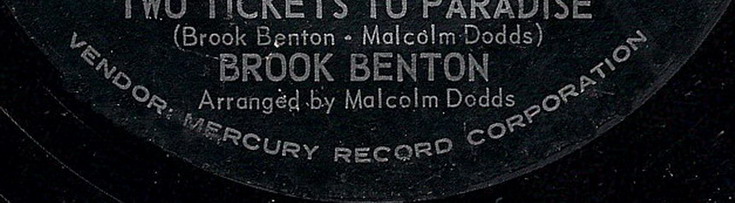 TWO TICKETS TO PARADISE
(Brook Benton - Malcolm Dodds)
BROOK BENTON
Arranged by Malcolm Dodds
VENDOR: MERCURY RECORD CORPORATION